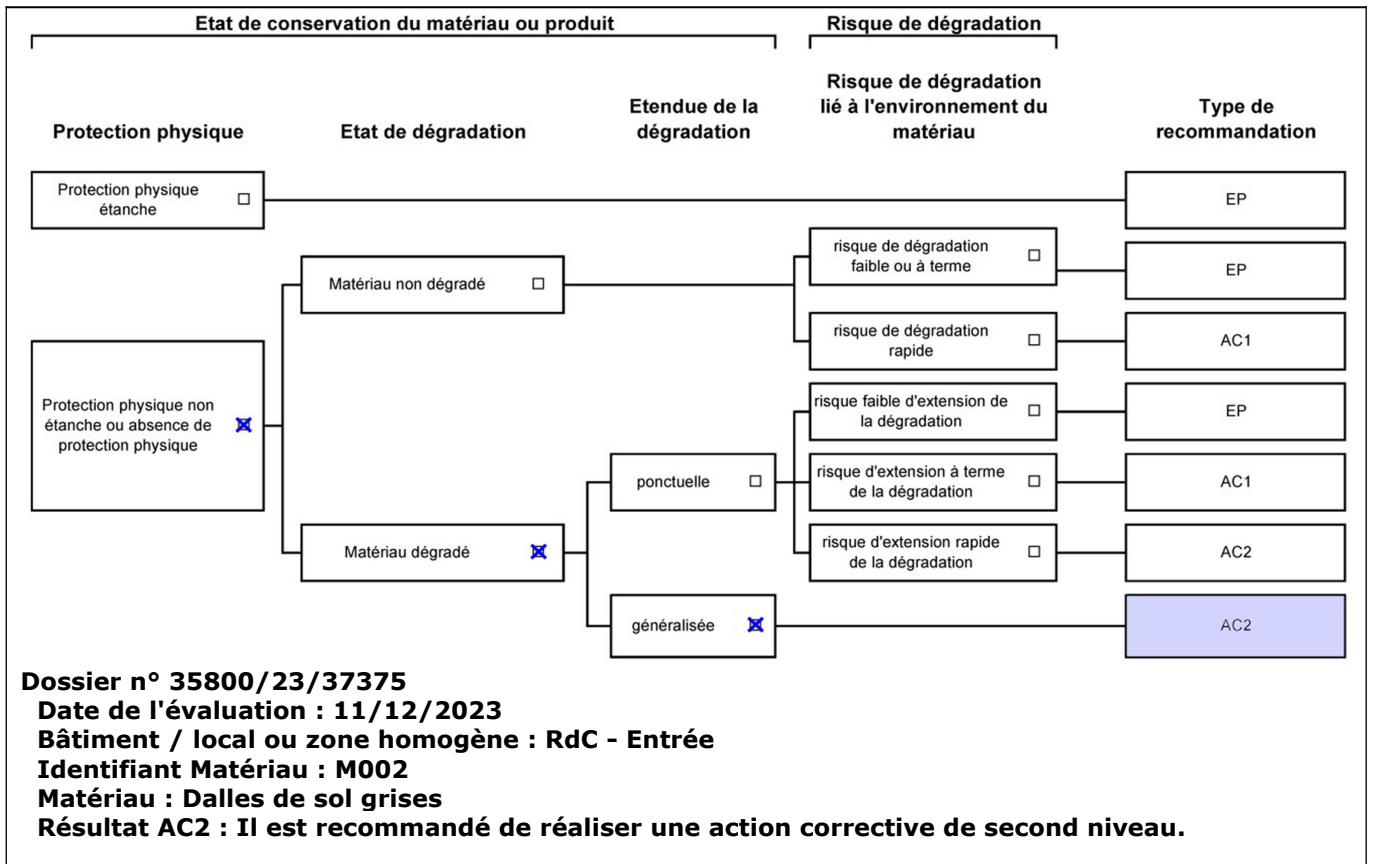 Etat de conservation du matériau ou produit
Risque de dégradation
Protection physique
Etat de dégradation
Etendue de la
dégradation
Risque de dégradation
lié à l'environnement du
matériau
Type de
recommandation
Protection physique
étanche
EP
risque de dégradation
faible ou à terme
EP
Matériau non dégradé
risque de dégradation
rapide
AC1
Protection physique non
étanche ou absence de
protection physique
risque faible d'extension de
la dégradation
EP
ponctuelle
risque d'extension à terme
de la dégradation
AC1
Matériau dégradé
risque d'extension rapide
de la dégradation
AC2
généralisée
AC2
Dossier n° 35800/23/37375
Date de l'évaluation : 11/12/2023
Bâtiment / local ou zone homogène : RdC - Entrée
Identifiant Matériau : M002
Matériau : Dalles de sol grises
Résultat AC2 : Il est recommandé de réaliser une action corrective de second niveau.